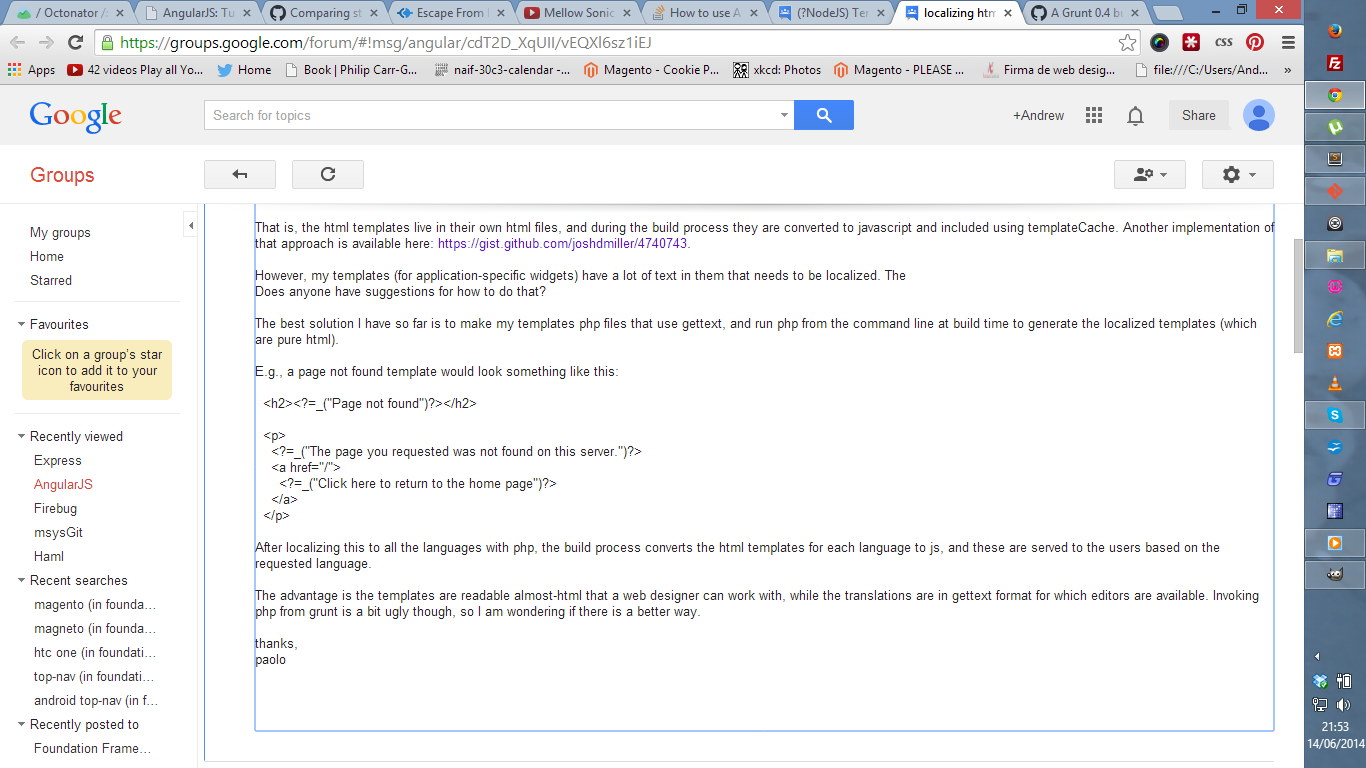 / Octonator /
AngularJS: Tu
Comparing st
Escape From
Mellow Sonic
How to use A
(?NodeJS) Ter
localizing htm
A Grunt 0.4 bu
https://groups.google.com/forum/#!msg/angular/cdT2D_XqUII/vEQXl6sz1iEJ
css
Apps
42 videos Play all Yo...
Home
Book | Philip Carr-G...
naif-30c3-calendar -...
Magento - Cookie P...
xkcd: Photos
Magento - PLEASE ...
Firma de web desig...
file:///C:/Users/And...
»
Google
Search for topics
+Andrew
Share
Groups
My groups
Home
Starred
Favourites
Click on a group's star
icon to add it to your
favourites
Recently viewed
Express
AngularJS
Firebug
msysGit
Haml
Recent searches
magento (in founda...
magneto (in founda...
htc one (in foundati...
top-nav (in foundati...
android top-nav (in f...
Recently posted to
Foundation Frame...
That is, the html templates live in their own html files, and during the build process they are converted to javascript and included using templateCache. Another implementation of
that approach is available here: https://gist.github.com/joshdmiller/4740743.
However, my templates (for application-specific widgets) have a lot of text in them that needs to be localized. The
Does anyone have suggestions for how to do that?
The best solution I have so far is to make my templates php files that use gettext, and run php from the command line at build time to generate the localized templates (which
are pure html).
E.g., a page not found template would look something like this:
<h2><?=_("Page not found")?></h2>
<p>
<?=_("The page you requested was not found on this server.")?>
<a href="/">
<?=_("Click here to return to the home page")?>
</a>
</p>
After localizing this to all the languages with php, the build process converts the html templates for each language to js, and these are served to the users based on the
requested language.
The advantage is the templates are readable almost-html that a web designer can work with, while the translations are in gettext format for which editors are available. Invoking
php from grunt is a bit ugly though, so I am wondering if there is a better way.
thanks,
paolo
21:53
14/06/2014